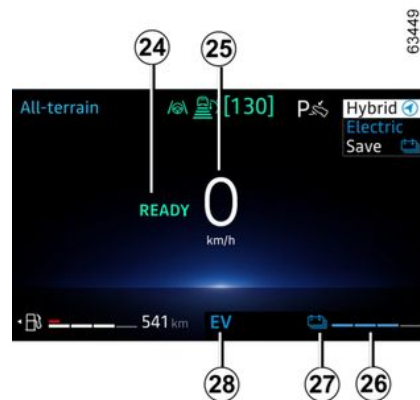 63449
24 25
All-terrain [130] P Hybrid
Electric
Save
READY 0
km/h
541 km EV
28 27 26